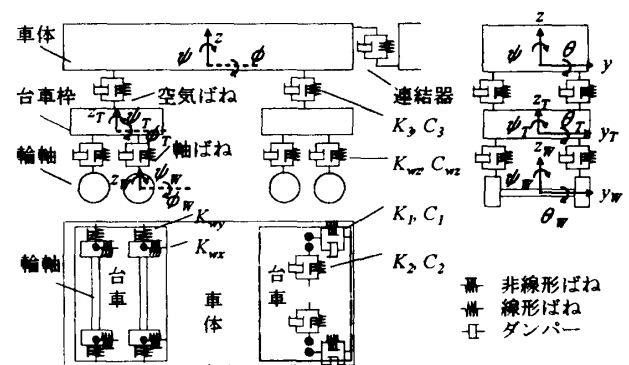 車体
z
ψ
φ
連結器
台車枠
空気ばね
z_T
ψ_T
φ_T
軸ばね
K_3, C_3
輪軸
z_W
ψ_W
φ_W
K_wz, C_wz
z
ψ
θ
y
z_T
ψ_T
θ_T
y_T
z_W
ψ_W
y_W
θ_W
K_wy
K_wx
輪軸
台車
車体
台車
K_1, C_1
K_2, C_2
非線形ばね
線形ばね
ダンパー